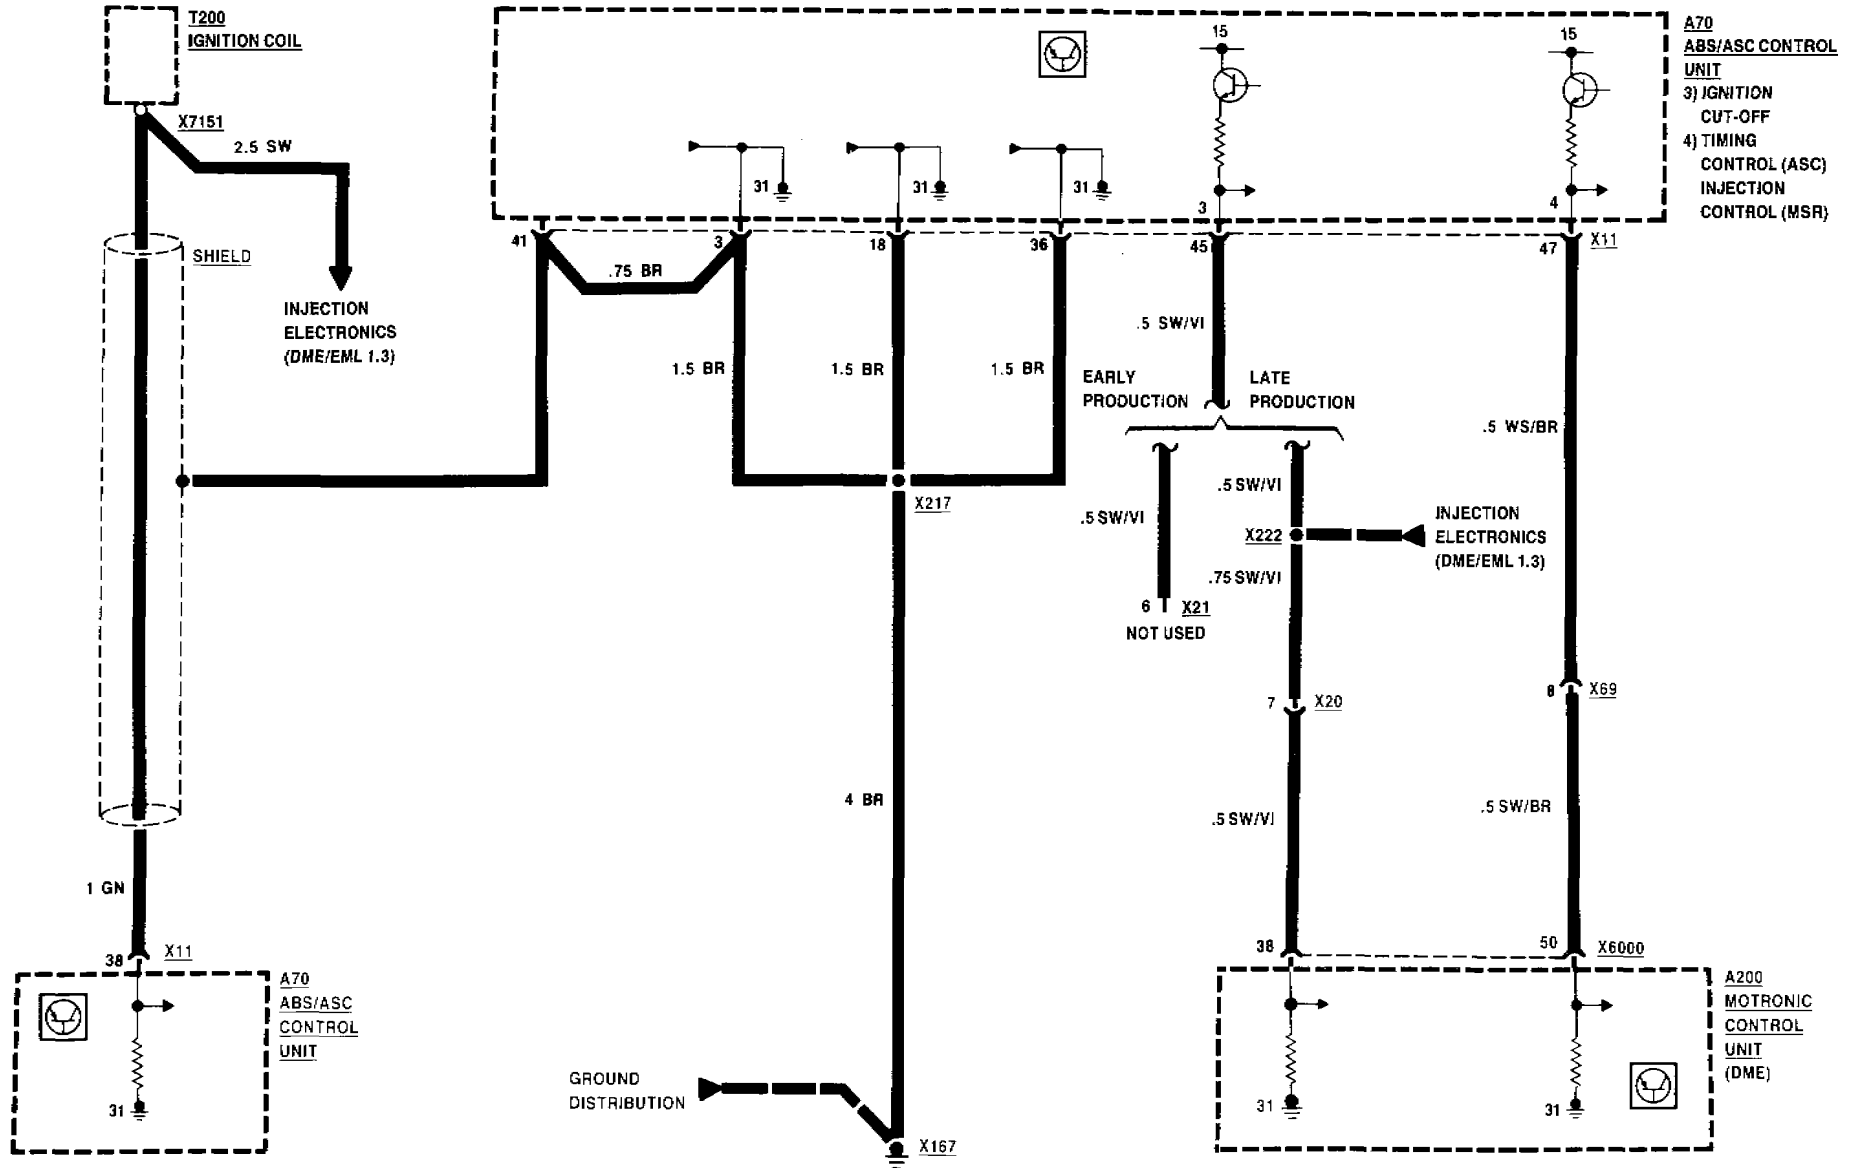 T200
IGNITION COIL
X7151
2.5 SW
SHIELD
INJECTION
ELECTRONICS
(DME/EML 1.3)
1 GN
38
X11
A70
ABS/ASC
CONTROL
UNIT
31
15
15
A70
ABS/ASC CONTROL
UNIT
3) IGNITION
CUT-OFF
4) TIMING
CONTROL (ASC)
INJECTION
CONTROL (MSR)
31
31
31
3
4
41
3
18
36
45
47
X11
.75 BR
1.5 BR
1.5 BR
1.5 BR
.5 SW/VI
EARLY
PRODUCTION
LATE
PRODUCTION
.5 WS/BR
X217
.5 SW/VI
.5 SW/VI
X222
INJECTION
ELECTRONICS
(DME/EML 1.3)
.75 SW/VI
6
X21
NOT USED
7
X20
8
X69
4 BR
.5 SW/VI
.5 SW/BR
38
50
X6000
A200
MOTRONIC
CONTROL
UNIT
(DME)
31
31
GROUND
DISTRIBUTION
X167